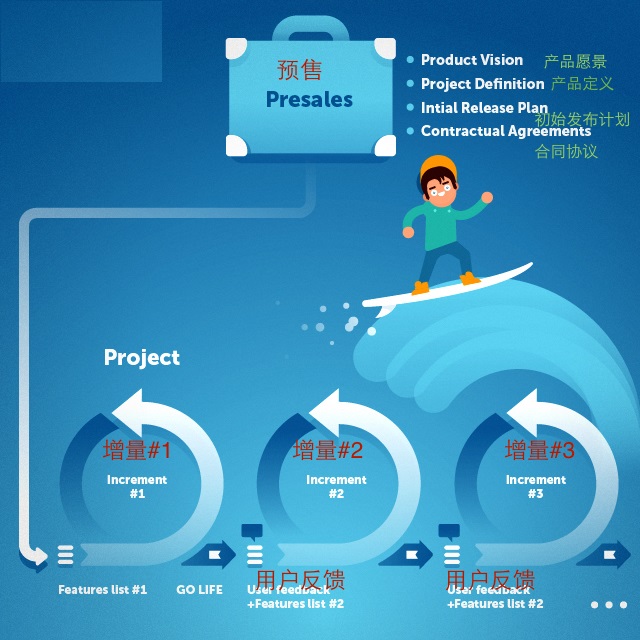 预售
Presales
Product Vision 产品愿景
Project Definition 产品定义
Intial Release Plan
初始发布计划
Contractual Agreements
合同协议
Project
增量#1
Increment
#1
增量#2
Increment
#2
增量#3
Increment
#3
用户反馈
用户反馈
Features list #1
GO LIFE
User feedback
+Features list #2
User feedback
+Features list #2